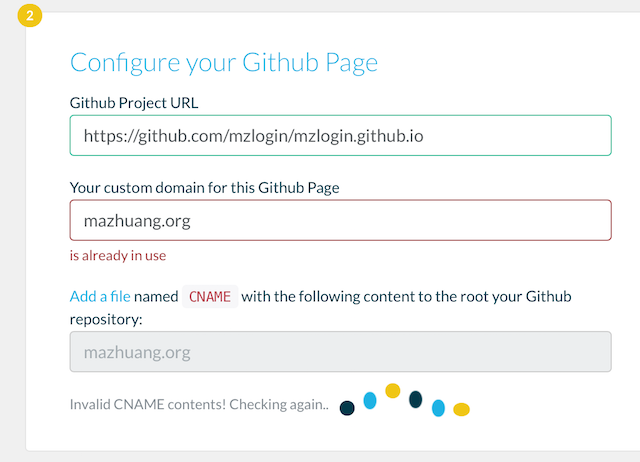 2
Configure your Github Page
Github Project URL
https://github.com/mzlogin/mzlogin.github.io
Your custom domain for this Github Page
mazhuang.org
is already in use
Add a file named CNAME with the following content to the root your Github
repository:
mazhuang.org
Invalid CNAME contents! Checking again..